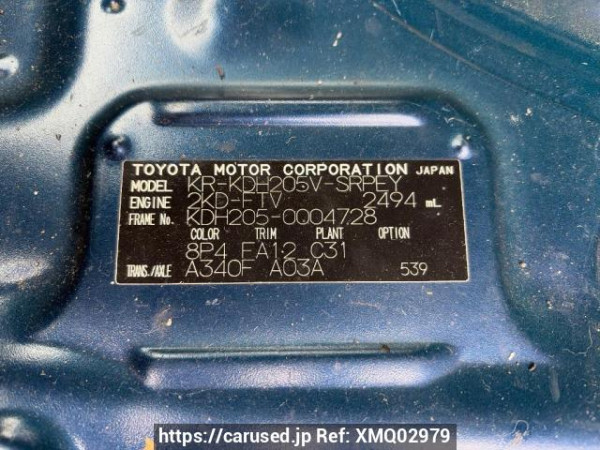 TOYOTA MOTOR CORPORATION JAPAN
MODEL KR-KDH205V-SRPEY
ENGINE 2KD-FTV 2494 mL
FRAME No. KDH205-0004728
COLOR TRIM PLANT OPTION
8P4 FA12 C31
TRANS./AXLE A340F A03A 539
https://carused.jp Ref: XMQ02979